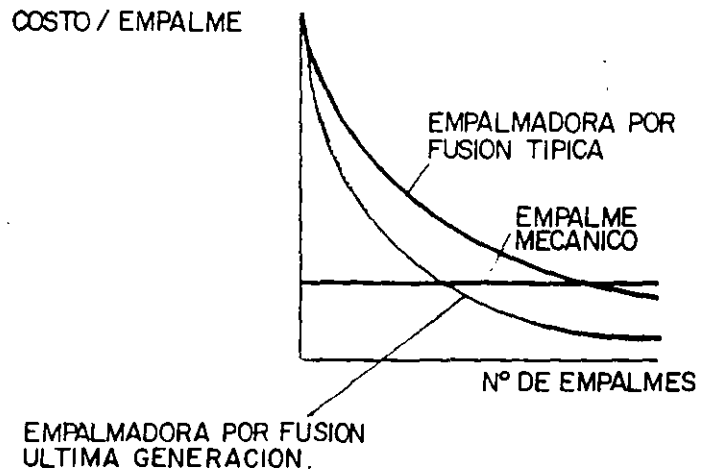 COSTO / EMPALME
EMPALMADORA POR
FUSION TIPICA
EMPALME
MECANICO
Nº DE EMPALMES
EMPALMADORA POR FUSION
ULTIMA GENERACION.